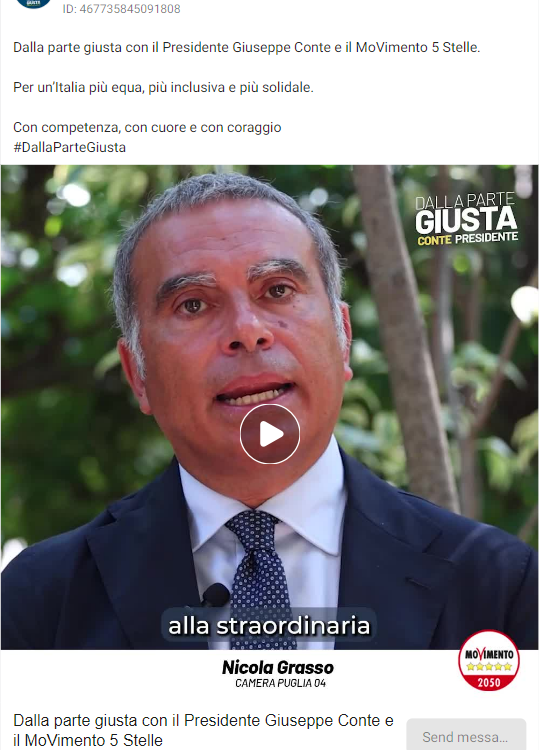 ID: 467735845091808
Dalla parte giusta con il Presidente Giuseppe Conte e il MoVimento 5 Stelle.
Per un'Italia più equa, più inclusiva e più solidale.
Con competenza, con cuore e con coraggio
#DallaParteGiusta
DALLA PARTE
GIUSTA
CONTE PRESIDENTE
alla straordinaria
Nicola Grasso
CAMERA PUGLIA 04
MOVIMENTO
2050
Dalla parte giusta con il Presidente Giuseppe Conte e
il MoVimento 5 Stelle
Send messa...